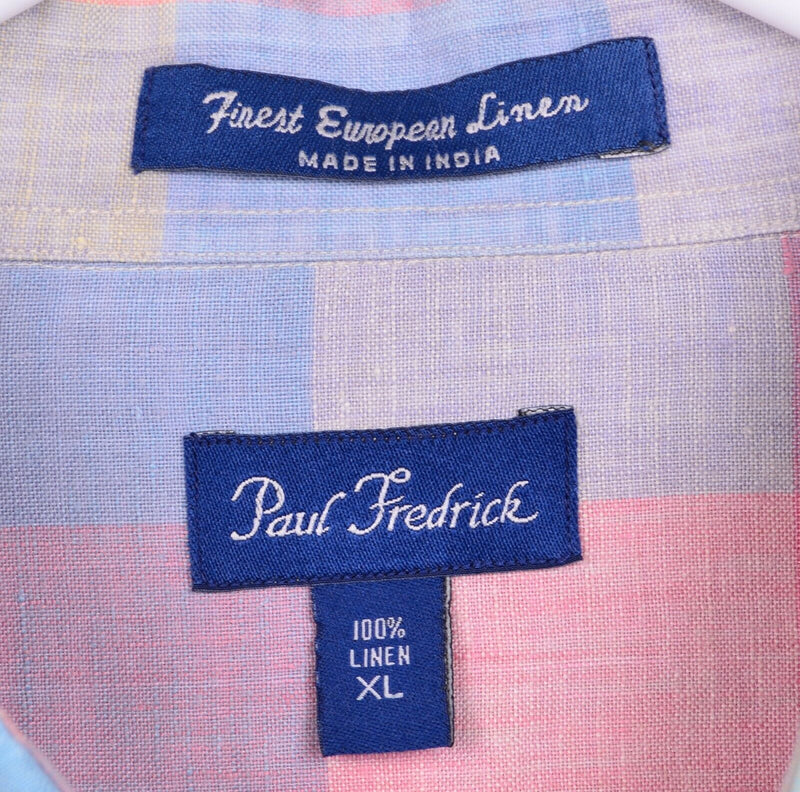 Finest European Linen
MADE IN INDIA
Paul Fredrick
100%
LINEN
XL